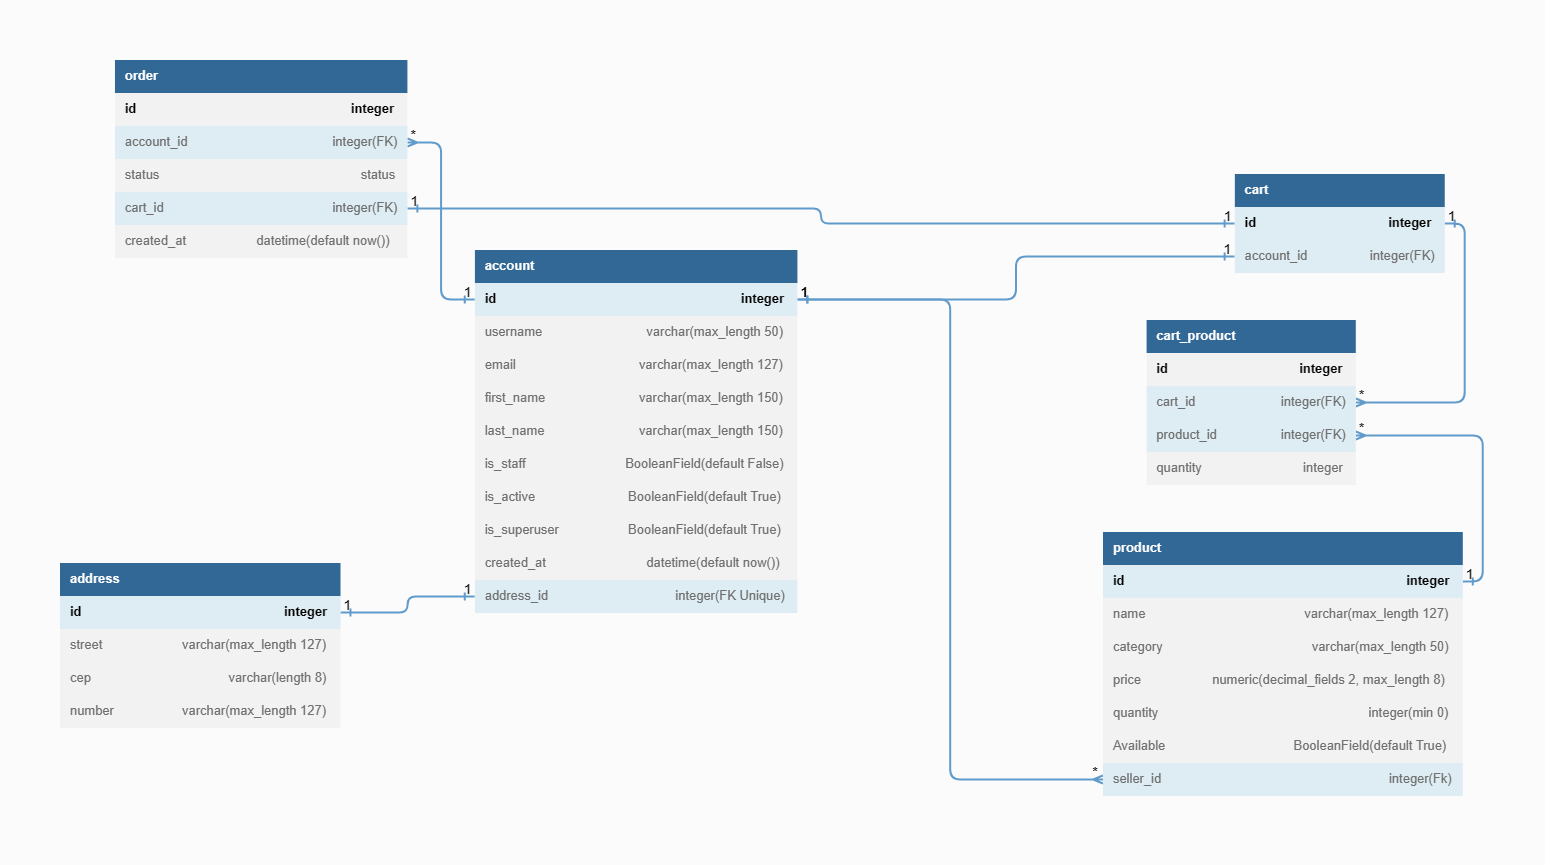 order
id integer
account_id integer(FK)
*
status status
cart_id integer(FK)
1
created_at datetime(default now())
cart
1 id integer 1
1 account_id integer(FK)
account
1 id integer 1
username varchar(max_length 50)
email varchar(max_length 127)
first_name varchar(max_length 150)
last_name varchar(max_length 150)
is_staff BooleanField(default False)
is_active BooleanField(default True)
is_superuser BooleanField(default True)
created_at datetime(default now())
1 address_id integer(FK Unique)
cart_product
id integer
cart_id integer(FK) *
product_id integer(FK) *
quantity integer
address
id integer 1
street varchar(max_length 127)
cep varchar(length 8)
number varchar(max_length 127)
product
id integer 1
name varchar(max_length 127)
category varchar(max_length 50)
price numeric(decimal_fields 2, max_length 8)
quantity integer(min 0)
Available BooleanField(default True)
* seller_id integer(Fk)